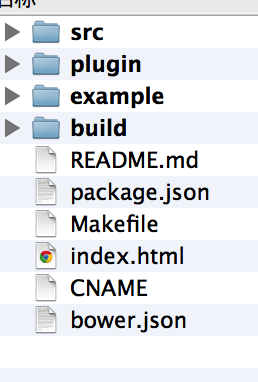 src
plugin
example
build
README.md
package.json
Makefile
index.html
CNAME
bower.json